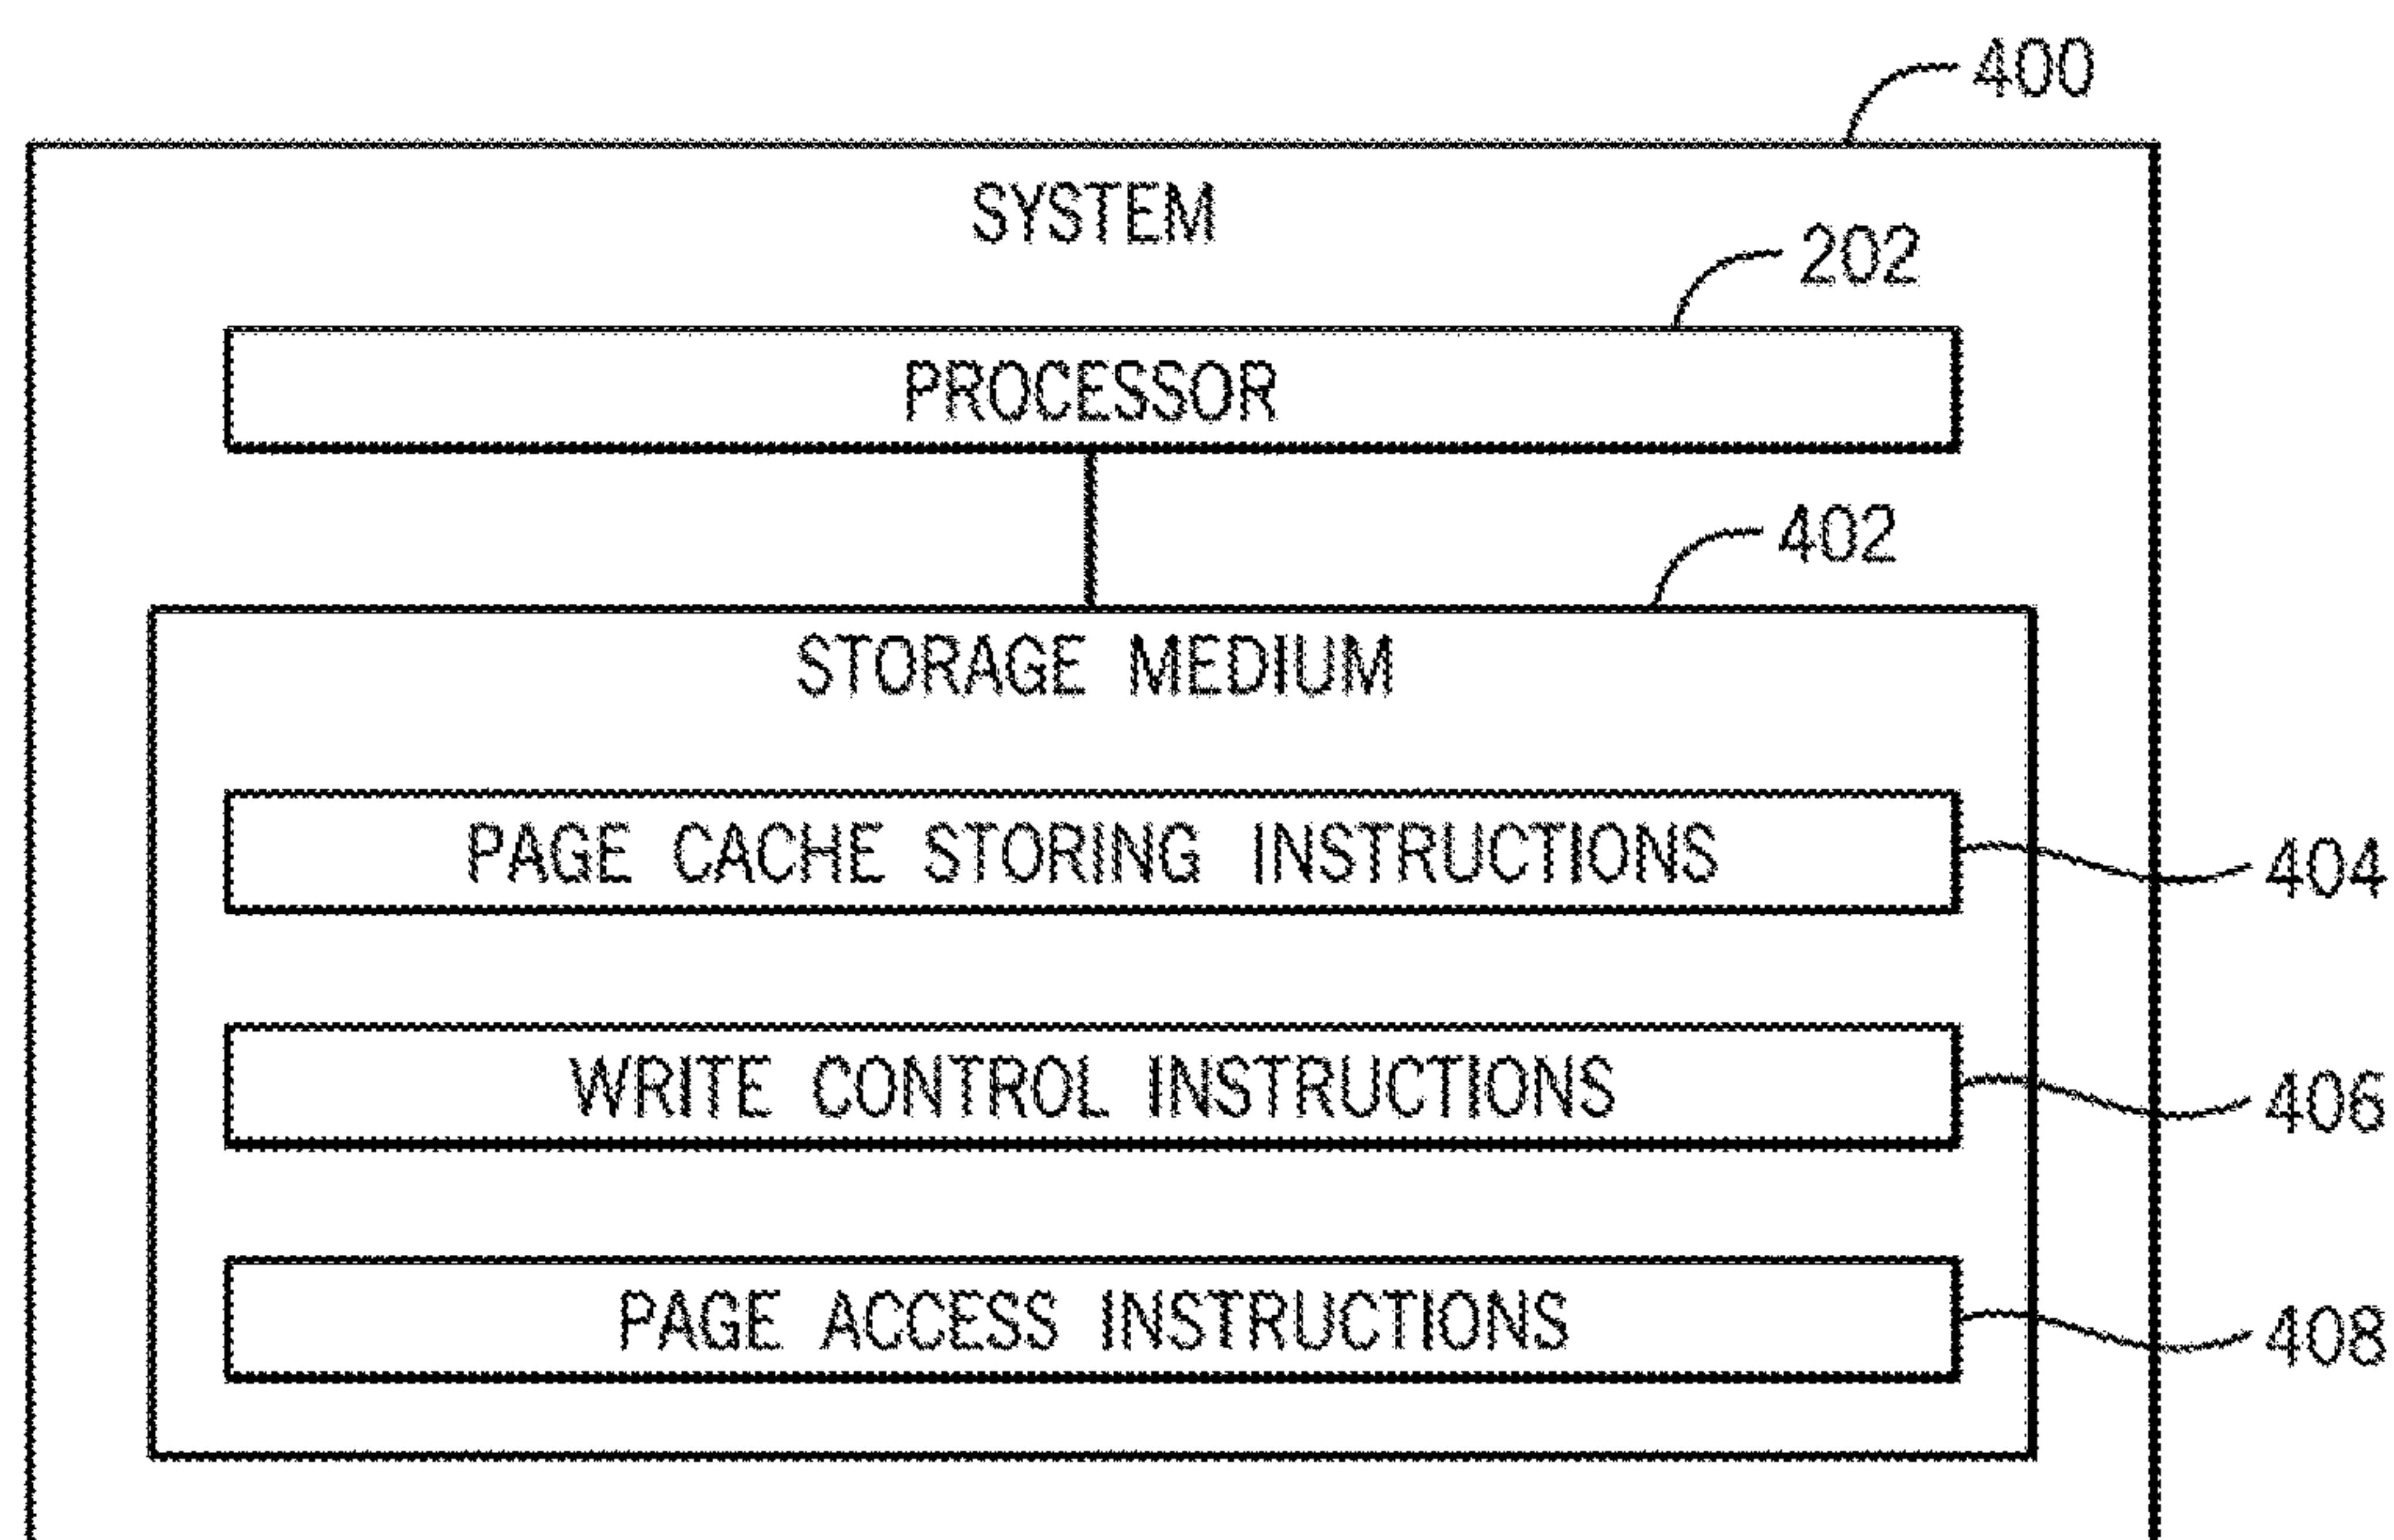 400
SYSTEM
202
PROCESSOR
402
STORAGE MEDIUM
PAGE CACHE STORING INSTRUCTIONS
404
WRITE CONTROL INSTRUCTIONS
406
PAGE ACCESS INSTRUCTIONS
408